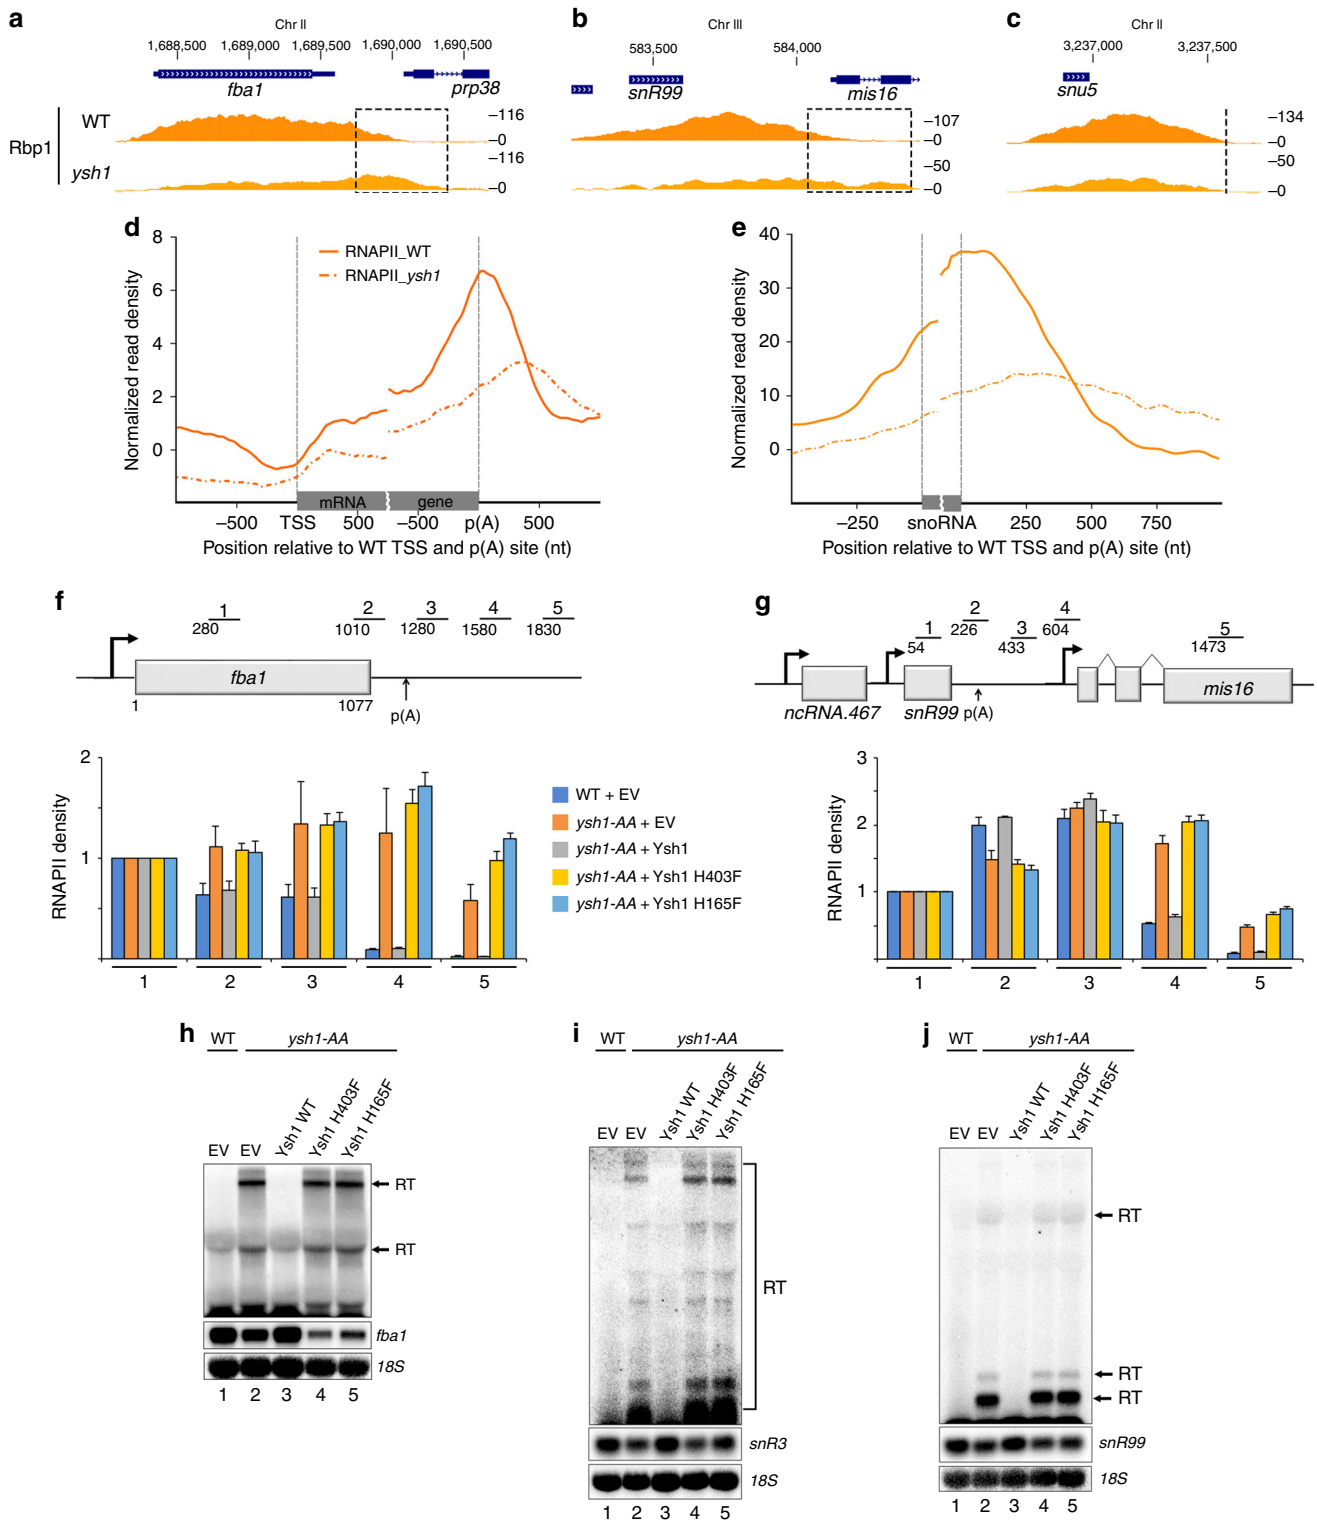 a
Chr II
1,688,500 1,689,000 1,689,500 1,690,000 1,690,500
fba1
prp38
Rbp1
WT
ysh1
–116
–0
–116
–0
b
Chr III
583,500 584,000
snR99
mis16
–107
–0
–50
–0
c
Chr II
3,237,000 3,237,500
snu5
–134
–0
–50
–0
d
Normalized read density
8
6
4
2
0
RNAPII_WT
RNAPII_ysh1
mRNA gene
–500 TSS 500 –500 p(A) 500
Position relative to WT TSS and p(A) site (nt)
e
Normalized read density
40
30
20
10
0
–250 snoRNA 250 500 750
Position relative to WT TSS and p(A) site (nt)
f
1 2 3 4 5
280 1010 1280 1580 1830
fba1
1 1077
p(A)
RNAPII density
2
1
1 2 3 4 5
WT + EV
ysh1-AA + EV
ysh1-AA + Ysh1
ysh1-AA + Ysh1 H403F
ysh1-AA + Ysh1 H165F
g
1 2 3 4 5
54 226 433 604 1473
ncRNA.467 snR99 p(A) mis16
RNAPII density
3
2
1
1 2 3 4 5
h
WT ysh1-AA
EV EV Ysh1 WT Ysh1 H403F Ysh1 H165F
RT
RT
fba1
18S
1 2 3 4 5
i
WT ysh1-AA
EV EV Ysh1 WT Ysh1 H403F Ysh1 H165F
RT
snR3
18S
1 2 3 4 5
j
WT ysh1-AA
EV EV Ysh1 WT Ysh1 H403F Ysh1 H165F
RT
RT
RT
snR99
18S
1 2 3 4 5